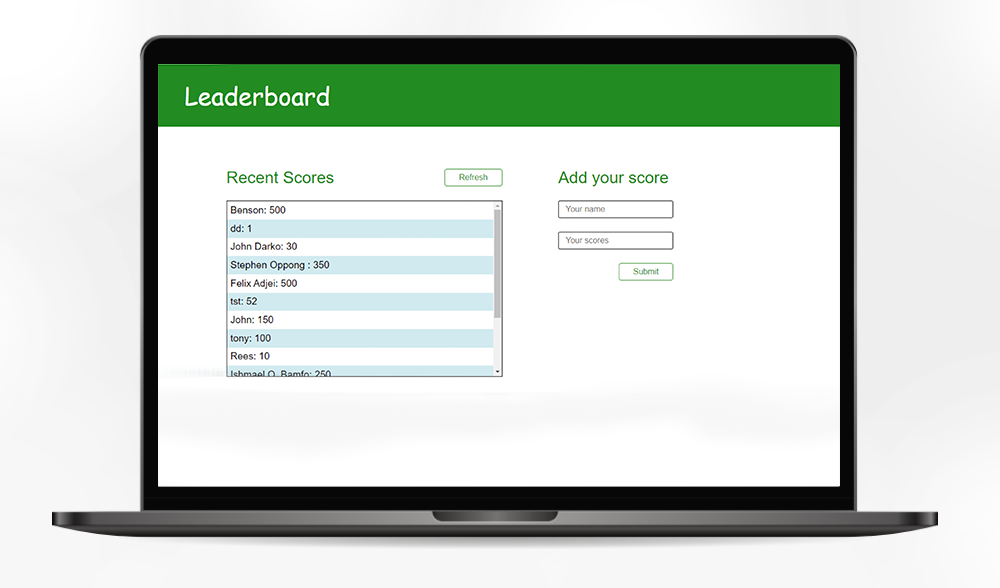 Leaderboard
Recent Scores
Refresh
Benson: 500
dd: 1
John Darko: 30
Stephen Oppong : 350
Felix Adjei: 500
tst: 52
John: 150
tony: 100
Rees: 10
Ishmael O. Bamfo: 250
Add your score
Your name
Your scores
Submit